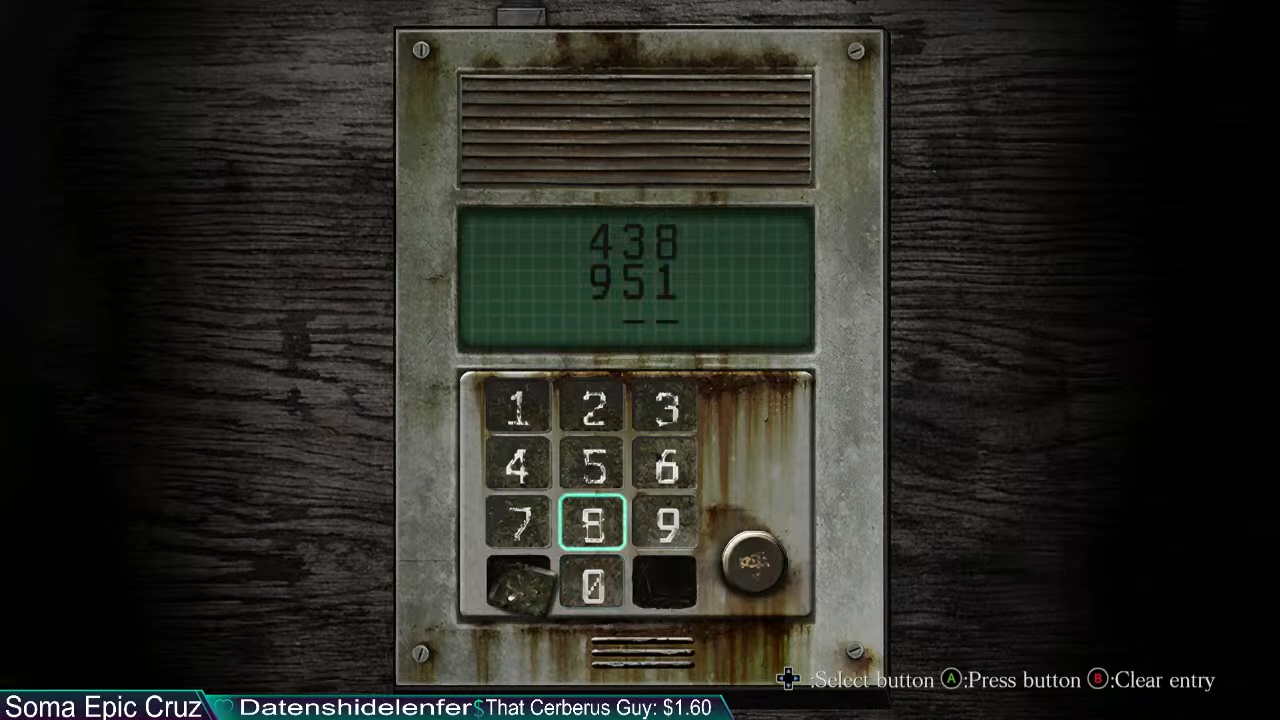 438
951
_ _
1 2 3
4 5 6
7 8 9
0
:Select button A:Press button B:Clear entry
Soma Epic Cruz Datenshidelenfer $That Cerberus Guy: $1.60